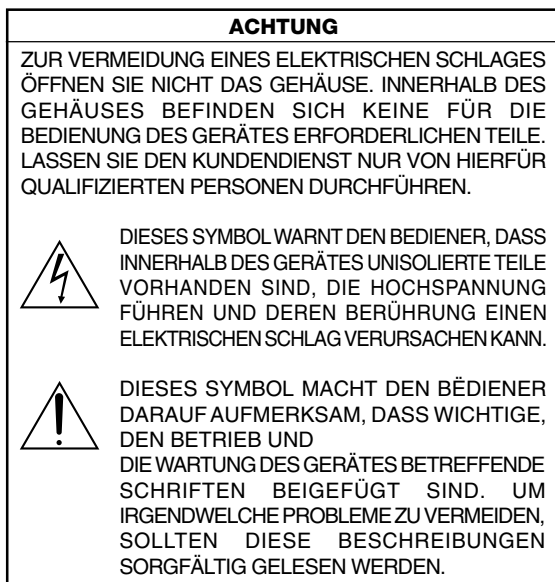 ACHTUNG
ZUR VERMEIDUNG EINES ELEKTRISCHEN SCHLAGES
ÖFFNEN SIE NICHT DAS GEHÄUSE. INNERHALB DES
GEHÄUSES BEFINDEN SICH KEINE FÜR DIE
BEDIENUNG DES GERÄTES ERFORDERLICHEN TEILE.
LASSEN SIE DEN KUNDENDIENST NUR VON HIERFÜR
QUALIFIZIERTEN PERSONEN DURCHFÜHREN.
DIESES SYMBOL WARNT DEN BEDIENER, DASS
INNERHALB DES GERÄTES UNISOLIERTE TEILE
VORHANDEN SIND, DIE HOCHSPANNUNG
FÜHREN UND DEREN BERÜHRUNG EINEN
ELEKTRISCHEN SCHLAG VERURSACHEN KANN.
DIESES SYMBOL MACHT DEN BËDIENER
DARAUF AUFMERKSAM, DASS WICHTIGE,
DEN BETRIEB UND
DIE WARTUNG DES GERÄTES BETREFFENDE
SCHRIFTEN BEIGEFÜGT SIND. UM
IRGENDWELCHE PROBLEME ZU VERMEIDEN,
SOLLTEN DIESE BESCHREIBUNGEN
SORGFÄLTIG GELESEN WERDEN.